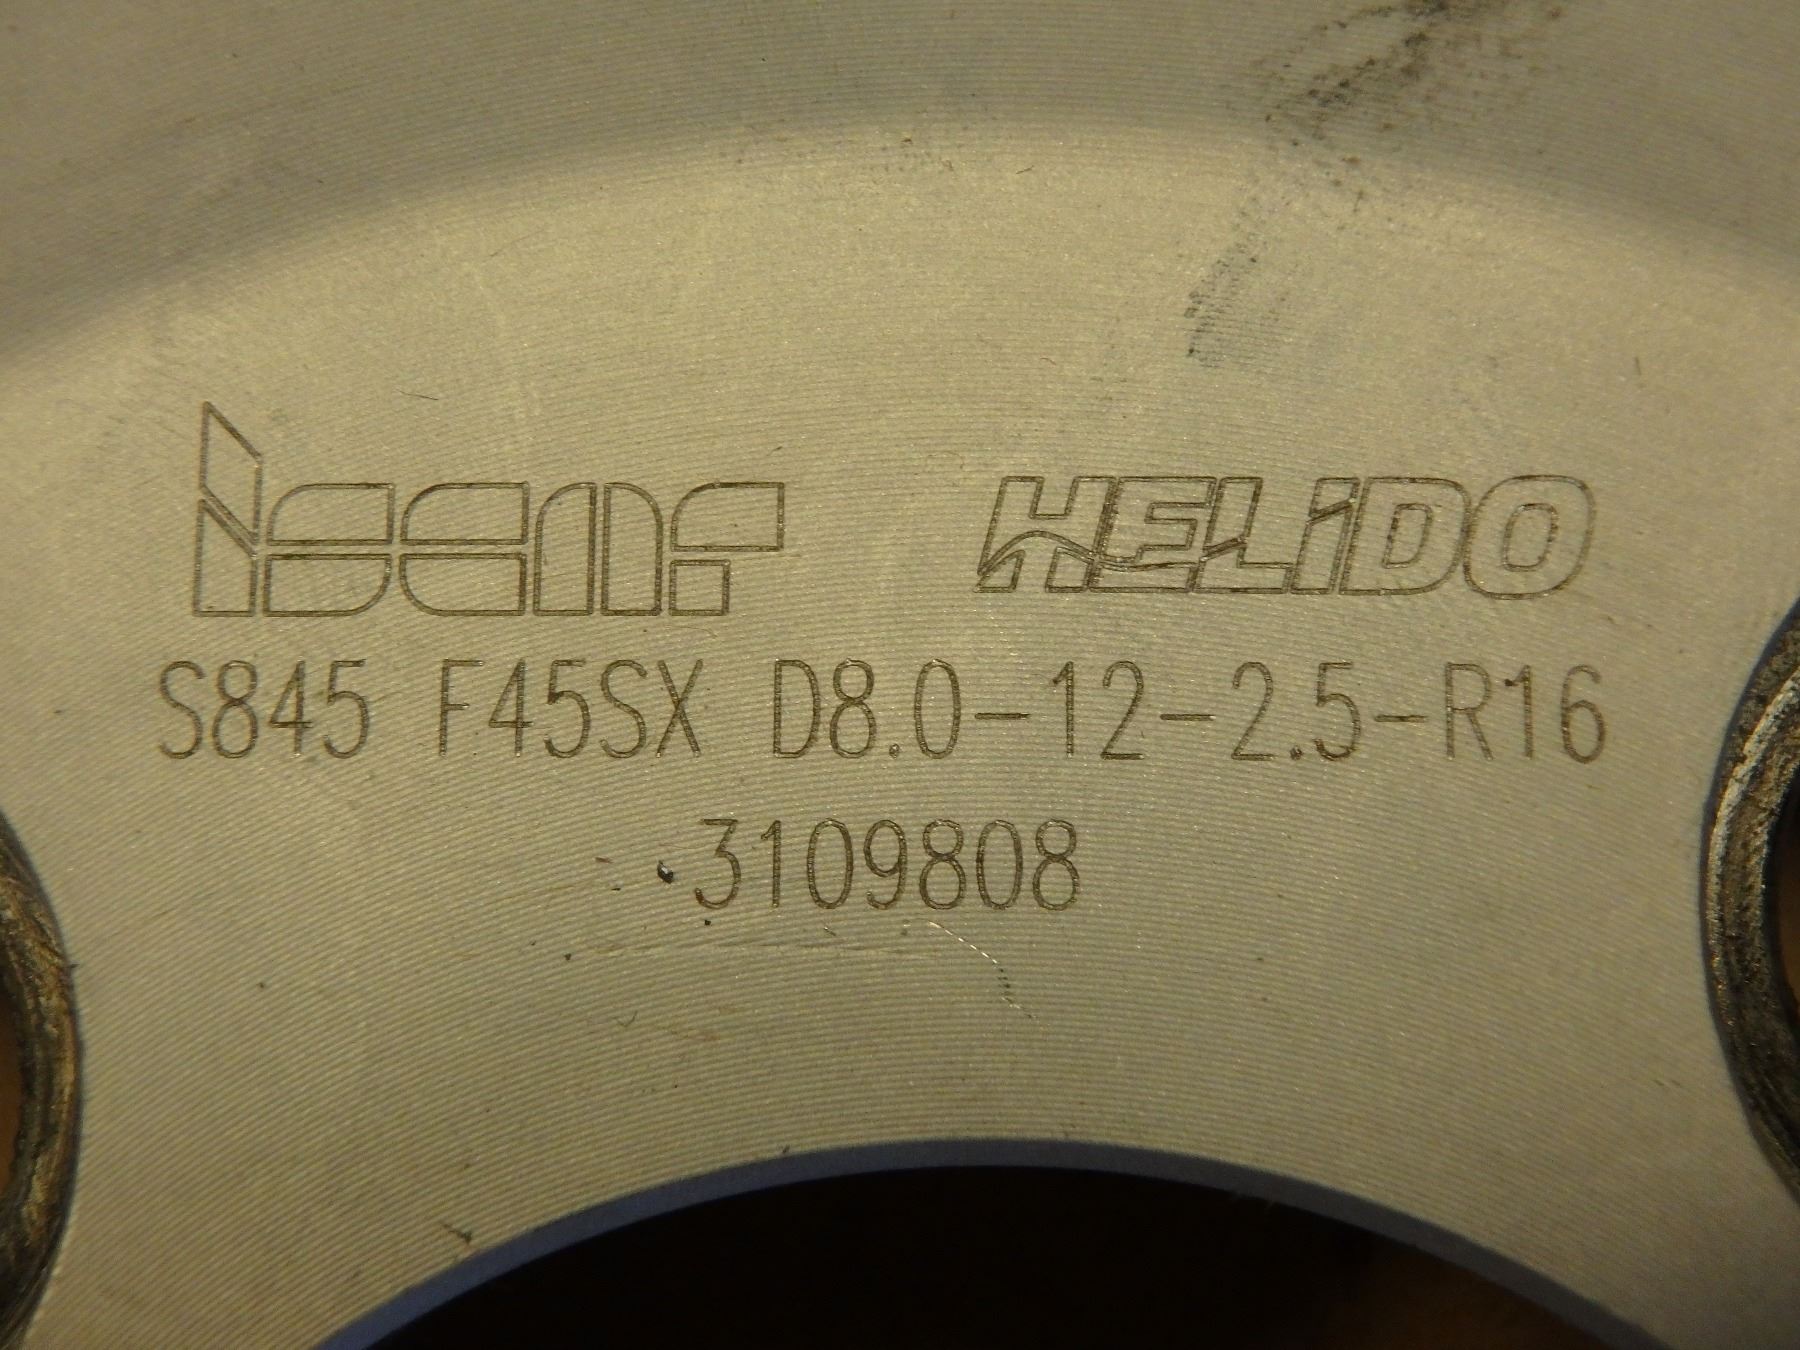 iscar HELiDO
S845 F45SX D8.0-12-2.5-R16
3109808